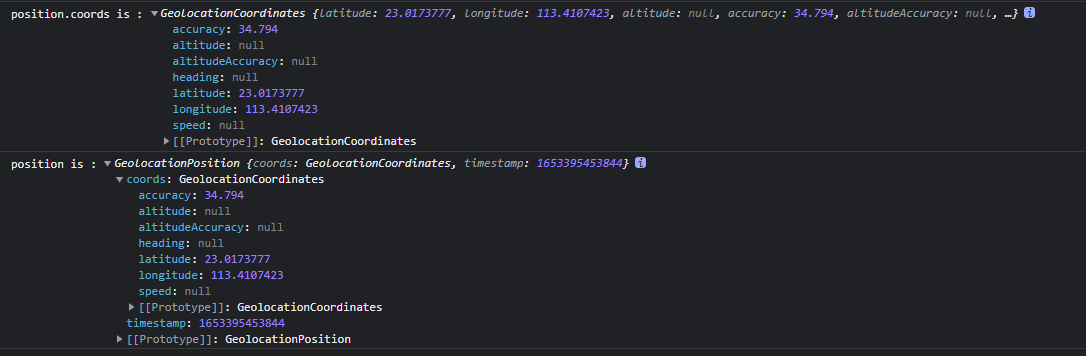 position.coords is : ▼GeolocationCoordinates {latitude: 23.0173777, longitude: 113.4107423, altitude: null, accuracy: 34.794, altitudeAccuracy: null, …} i
accuracy: 34.794
altitude: null
altitudeAccuracy: null
heading: null
latitude: 23.0173777
longitude: 113.4107423
speed: null
▶[[Prototype]]: GeolocationCoordinates
position is : ▼GeolocationPosition {coords: GeolocationCoordinates, timestamp: 1653395453844} i
▼coords: GeolocationCoordinates
accuracy: 34.794
altitude: null
altitudeAccuracy: null
heading: null
latitude: 23.0173777
longitude: 113.4107423
speed: null
▶[[Prototype]]: GeolocationCoordinates
timestamp: 1653395453844
▶[[Prototype]]: GeolocationPosition